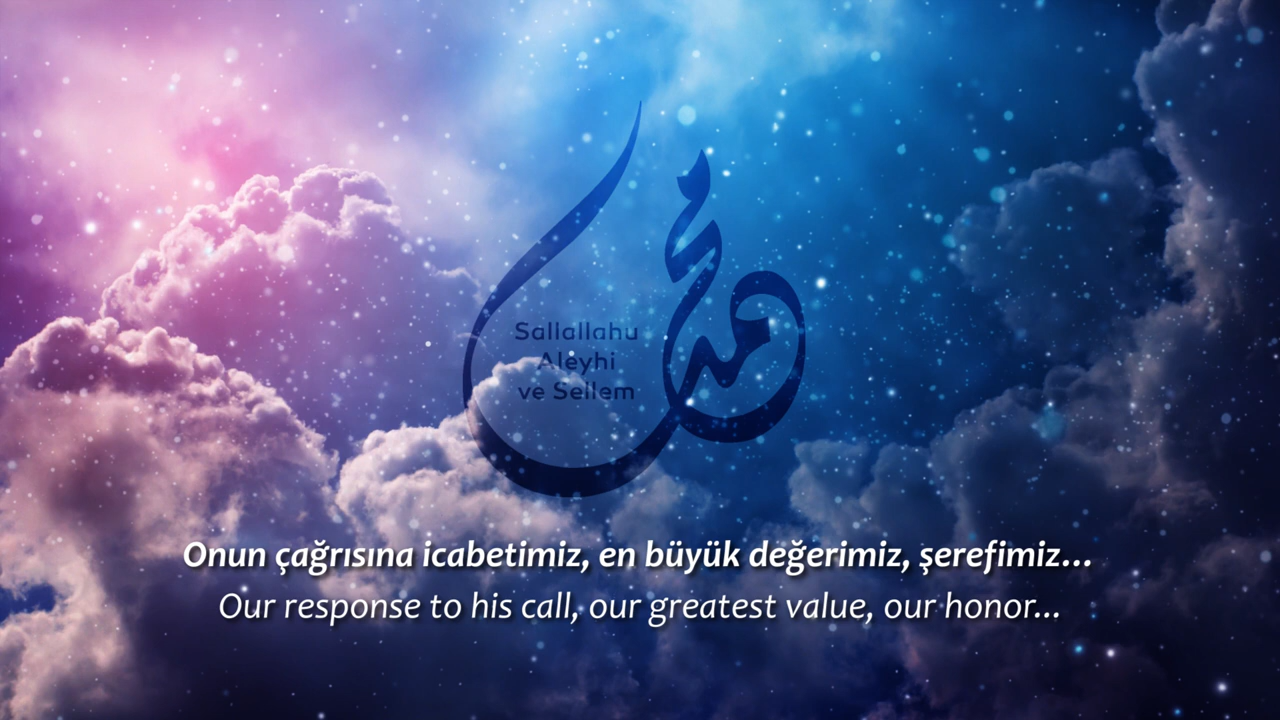 محمد
Sallallahu
Aleyhi
ve Sellem
Onun çağrısına icabetimiz, en büyük değerimiz, şerefimiz...
Our response to his call, our greatest value, our honor...